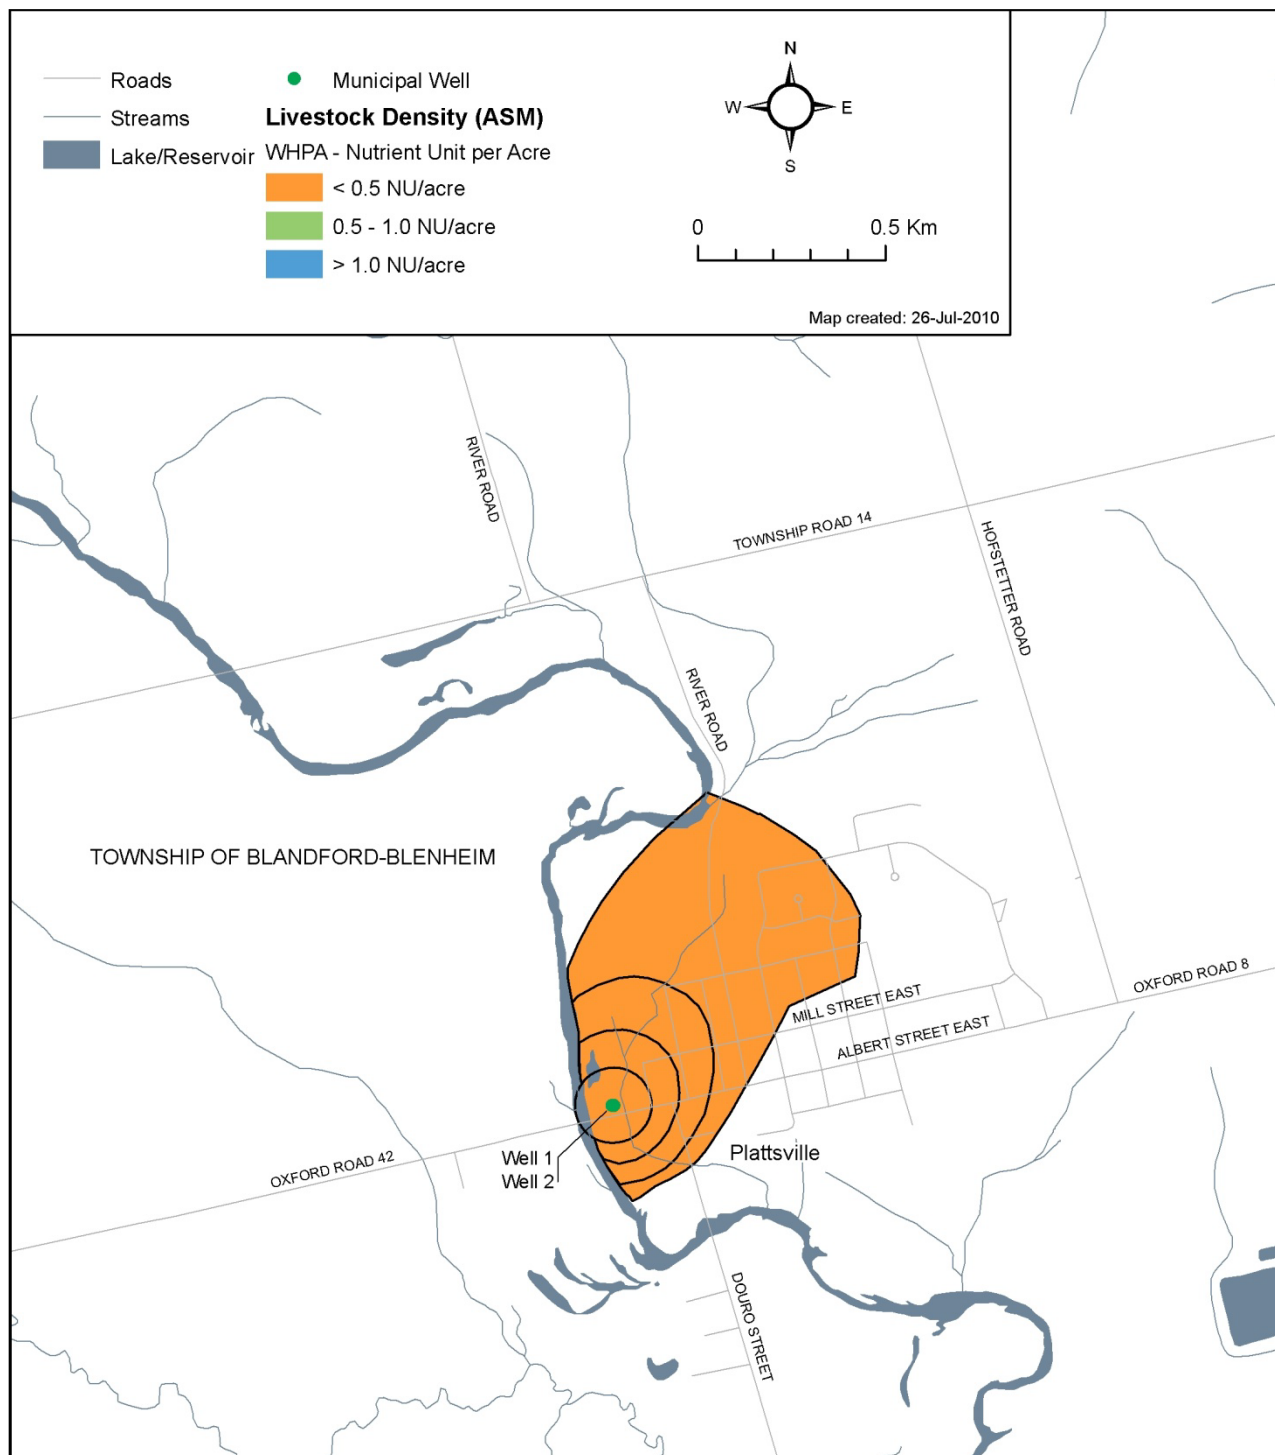 Roads
Streams
Lake/Reservoir
Municipal Well
Livestock Density (ASM)
WHPA - Nutrient Unit per Acre
< 0.5 NU/acre
0.5 - 1.0 NU/acre
> 1.0 NU/acre
N
W
E
S
0
0.5 Km
Map created: 26-Jul-2010
RIVER ROAD
TOWNSHIP ROAD 14
HOFSTETTER ROAD
RIVER ROAD
TOWNSHIP OF BLANDFORD-BLENHEIM
OXFORD ROAD 8
MILL STREET EAST
ALBERT STREET EAST
Plattsville
Well 1
Well 2
OXFORD ROAD 42
DOURO STREET